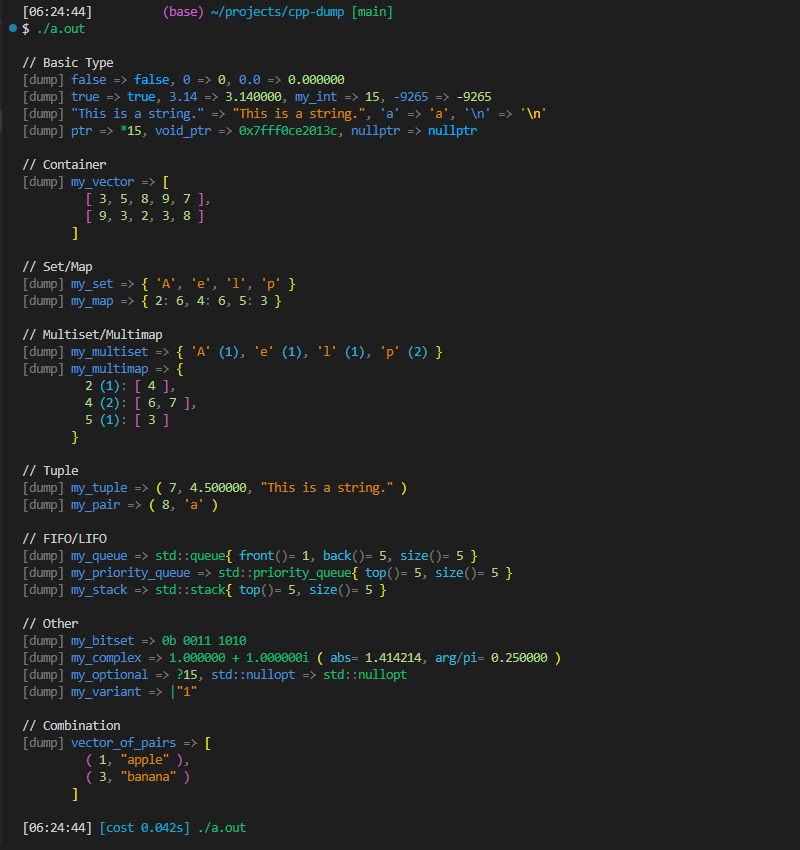 [06:24:44] (base) ~/projects/cpp-dump [main]
$ ./a.out
// Basic Type
[dump] false => false, 0 => 0, 0.0 => 0.000000
[dump] true => true, 3.14 => 3.140000, my_int => 15, -9265 => -9265
[dump] "This is a string." => "This is a string.", 'a' => 'a', '\n' => '\n'
[dump] ptr => *15, void_ptr => 0x7fff0ce2013c, nullptr => nullptr
// Container
[dump] my_vector => [
[ 3, 5, 8, 9, 7 ],
[ 9, 3, 2, 3, 8 ]
]
// Set/Map
[dump] my_set => { 'A', 'e', 'l', 'p' }
[dump] my_map => { 2: 6, 4: 6, 5: 3 }
// Multiset/Multimap
[dump] my_multiset => { 'A' (1), 'e' (1), 'l' (1), 'p' (2) }
[dump] my_multimap => {
2 (1): [ 4 ],
4 (2): [ 6, 7 ],
5 (1): [ 3 ]
}
// Tuple
[dump] my_tuple => ( 7, 4.500000, "This is a string." )
[dump] my_pair => ( 8, 'a' )
// FIFO/LIFO
[dump] my_queue => std::queue{ front()= 1, back()= 5, size()= 5 }
[dump] my_priority_queue => std::priority_queue{ top()= 5, size()= 5 }
[dump] my_stack => std::stack{ top()= 5, size()= 5 }
// Other
[dump] my_bitset => 0b 0011 1010
[dump] my_complex => 1.000000 + 1.000000i ( abs= 1.414214, arg/pi= 0.250000 )
[dump] my_optional => ?15, std::nullopt => std::nullopt
[dump] my_variant => |"1"
// Combination
[dump] vector_of_pairs => [
( 1, "apple" ),
( 3, "banana" )
]
[06:24:44] [cost 0.042s] ./a.out